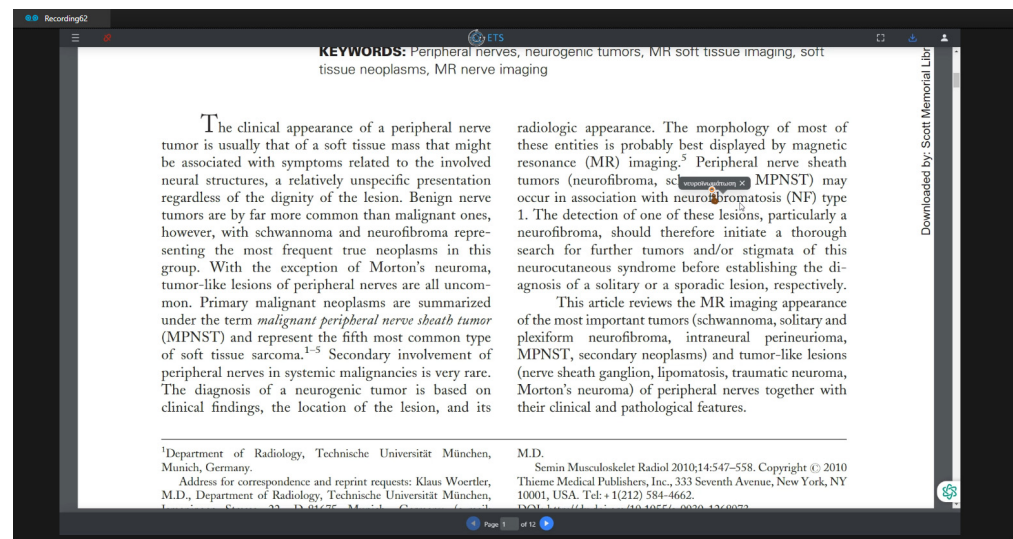 Recording62
ETS
KEYWORDS: Peripheral nerves, neurogenic tumors, MR soft tissue imaging, soft
tissue neoplasms, MR nerve imaging
The clinical appearance of a peripheral nerve
tumor is usually that of a soft tissue mass that might
be associated with symptoms related to the involved
neural structures, a relatively unspecific presentation
regardless of the dignity of the lesion. Benign nerve
tumors are by far more common than malignant ones,
however, with schwannoma and neurofibroma repre-
senting the most frequent true neoplasms in this
group. With the exception of Morton's neuroma,
tumor-like lesions of peripheral nerves are all uncom-
mon. Primary malignant neoplasms are summarized
under the term malignant peripheral nerve sheath tumor
(MPNST) and represent the fifth most common type
of soft tissue sarcoma.1–5 Secondary involvement of
peripheral nerves in systemic malignancies is very rare.
The diagnosis of a neurogenic tumor is based on
clinical findings, the location of the lesion, and its
radiologic appearance. The morphology of most of
these entities is probably best displayed by magnetic
resonance (MR) imaging.5 Peripheral nerve sheath
tumors (neurofibroma, sc MPNST) may
νευροϊνωμάτωση ×
occur in association with neurofibromatosis (NF) type
1. The detection of one of these lesions, particularly a
neurofibroma, should therefore initiate a thorough
search for further tumors and/or stigmata of this
neurocutaneous syndrome before establishing the di-
agnosis of a solitary or a sporadic lesion, respectively.
This article reviews the MR imaging appearance
of the most important tumors (schwannoma, solitary and
plexiform neurofibroma, intraneural perineurioma,
MPNST, secondary neoplasms) and tumor-like lesions
(nerve sheath ganglion, lipomatosis, traumatic neuroma,
Morton's neuroma) of peripheral nerves together with
their clinical and pathological features.
Downloaded by: Scott Memorial Libr
1Department of Radiology, Technische Universität München,
Munich, Germany.
Address for correspondence and reprint requests: Klaus Woertler,
M.D., Department of Radiology, Technische Universität München,
M.D.
Semin Musculoskelet Radiol 2010;14:547–558. Copyright © 2010
Thieme Medical Publishers, Inc., 333 Seventh Avenue, New York, NY
10001, USA. Tel: +1(212) 584-4662.
Page 1 of 12